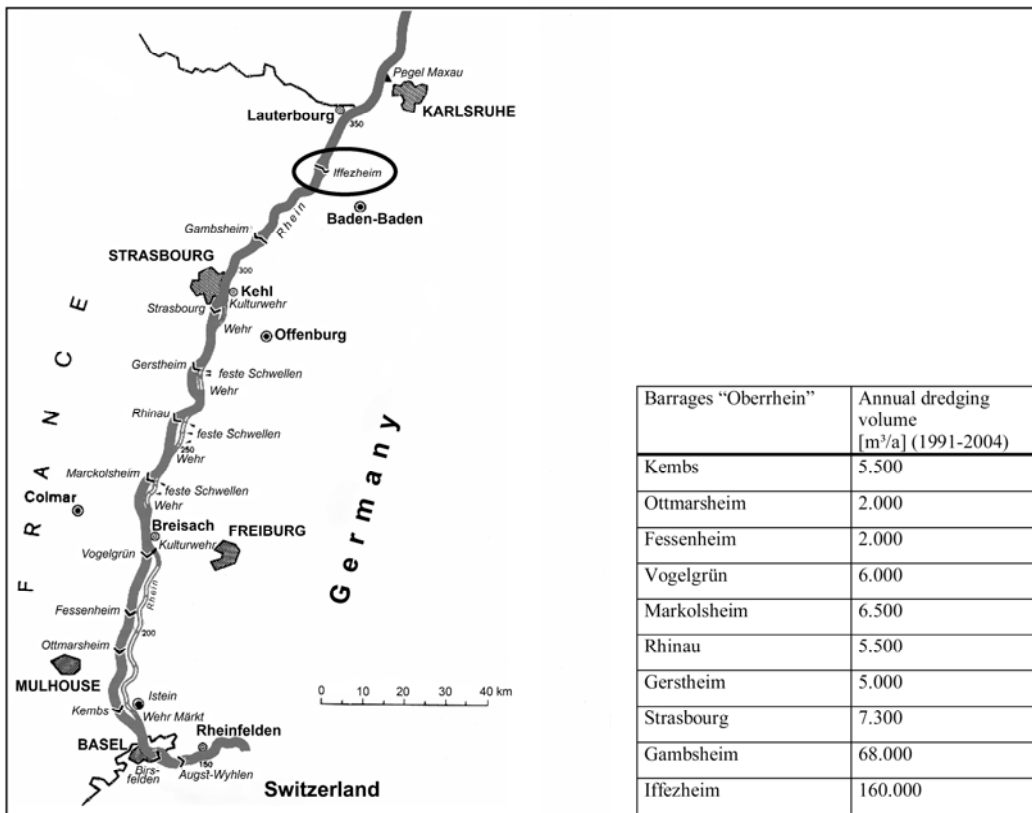 Pegel Maxau
KARLSRUHE
Lauterbourg
350
Iffezheim
Baden-Baden
Rhein
Gambsheim
STRASBOURG
300
Kehl
Kulturwehr
Strasbourg
Wehr
Offenburg
Gerstheim
feste Schwellen
Wehr
Rhinau
feste Schwellen
250
Wehr
Marckolsheim
feste Schwellen
Wehr
Colmar
Breisach
Kulturwehr
FREIBURG
Vogelgrün
Rhein
FRANCE
Germany
Fessenheim
200
Ottmarsheim
MULHOUSE
Istein
Kembs
Wehr Märkt
0 10 20 30 40 km
BASEL
Rheinfelden
Birs-
felden
150
Augst-Wyhlen
Switzerland
Barrages “Oberrhein” Annual dredging
volume
[m³/a] (1991-2004)
Kembs 5.500
Ottmarsheim 2.000
Fessenheim 2.000
Vogelgrün 6.000
Markolsheim 6.500
Rhinau 5.500
Gerstheim 5.000
Strasbourg 7.300
Gambsheim 68.000
Iffezheim 160.000